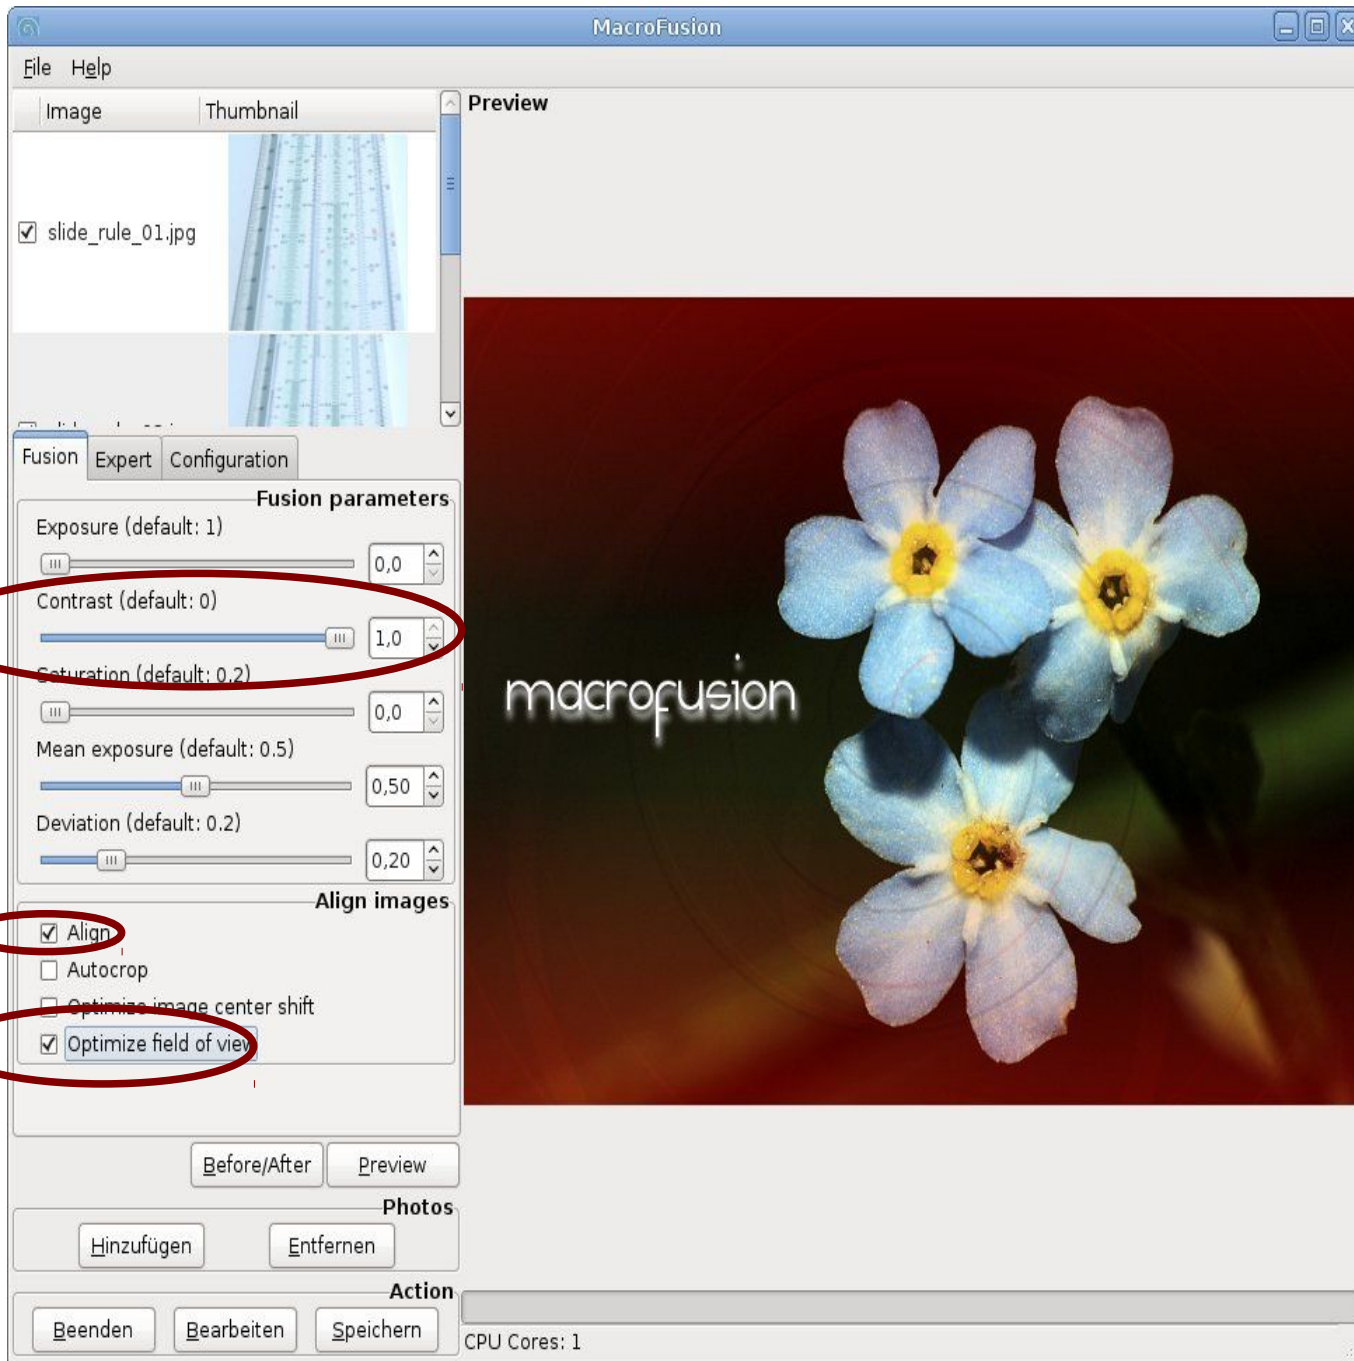 MacroFusion
File Help
Image Thumbnail
Preview
slide_rule_01.jpg
Fusion Expert Configuration
Fusion parameters
Exposure (default: 1)
0,0
Contrast (default: 0)
1,0
Saturation (default: 0.2)
0,0
Mean exposure (default: 0.5)
0,50
Deviation (default: 0.2)
0,20
macrofusion
Align images
Align
Autocrop
Optimize image center shift
Optimize field of view
Before/After Preview
Photos
Hinzufügen Entfernen
Action
Beenden Bearbeiten Speichern
CPU Cores: 1